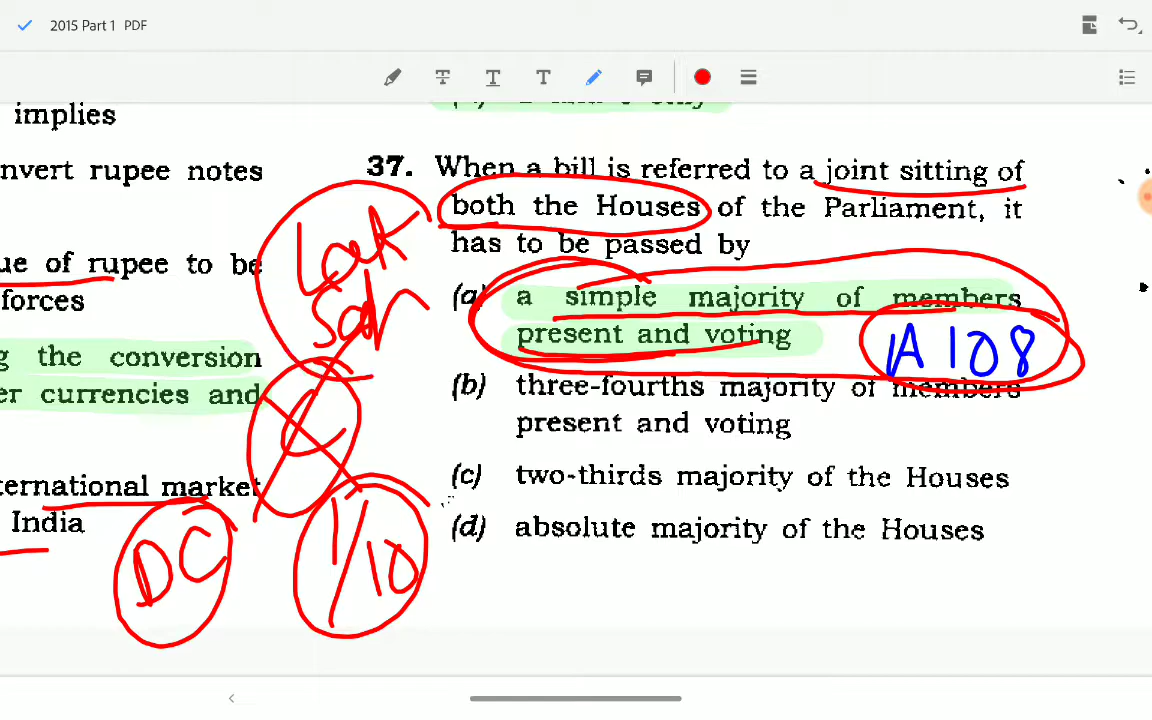 2015 Part 1 PDF
implies
nvert rupee notes
ue of rupee to be
forces
g the conversion
er currencies and
ternational market
India
37. When a bill is referred to a joint sitting of
both the Houses of the Parliament, it
has to be passed by
(a) a simple majority of members
present and voting
A 108
(b) three-fourths majority of members
present and voting
(c) two-thirds majority of the Houses
(d) absolute majority of the Houses
Lok
Sabh
C
DC
1/10